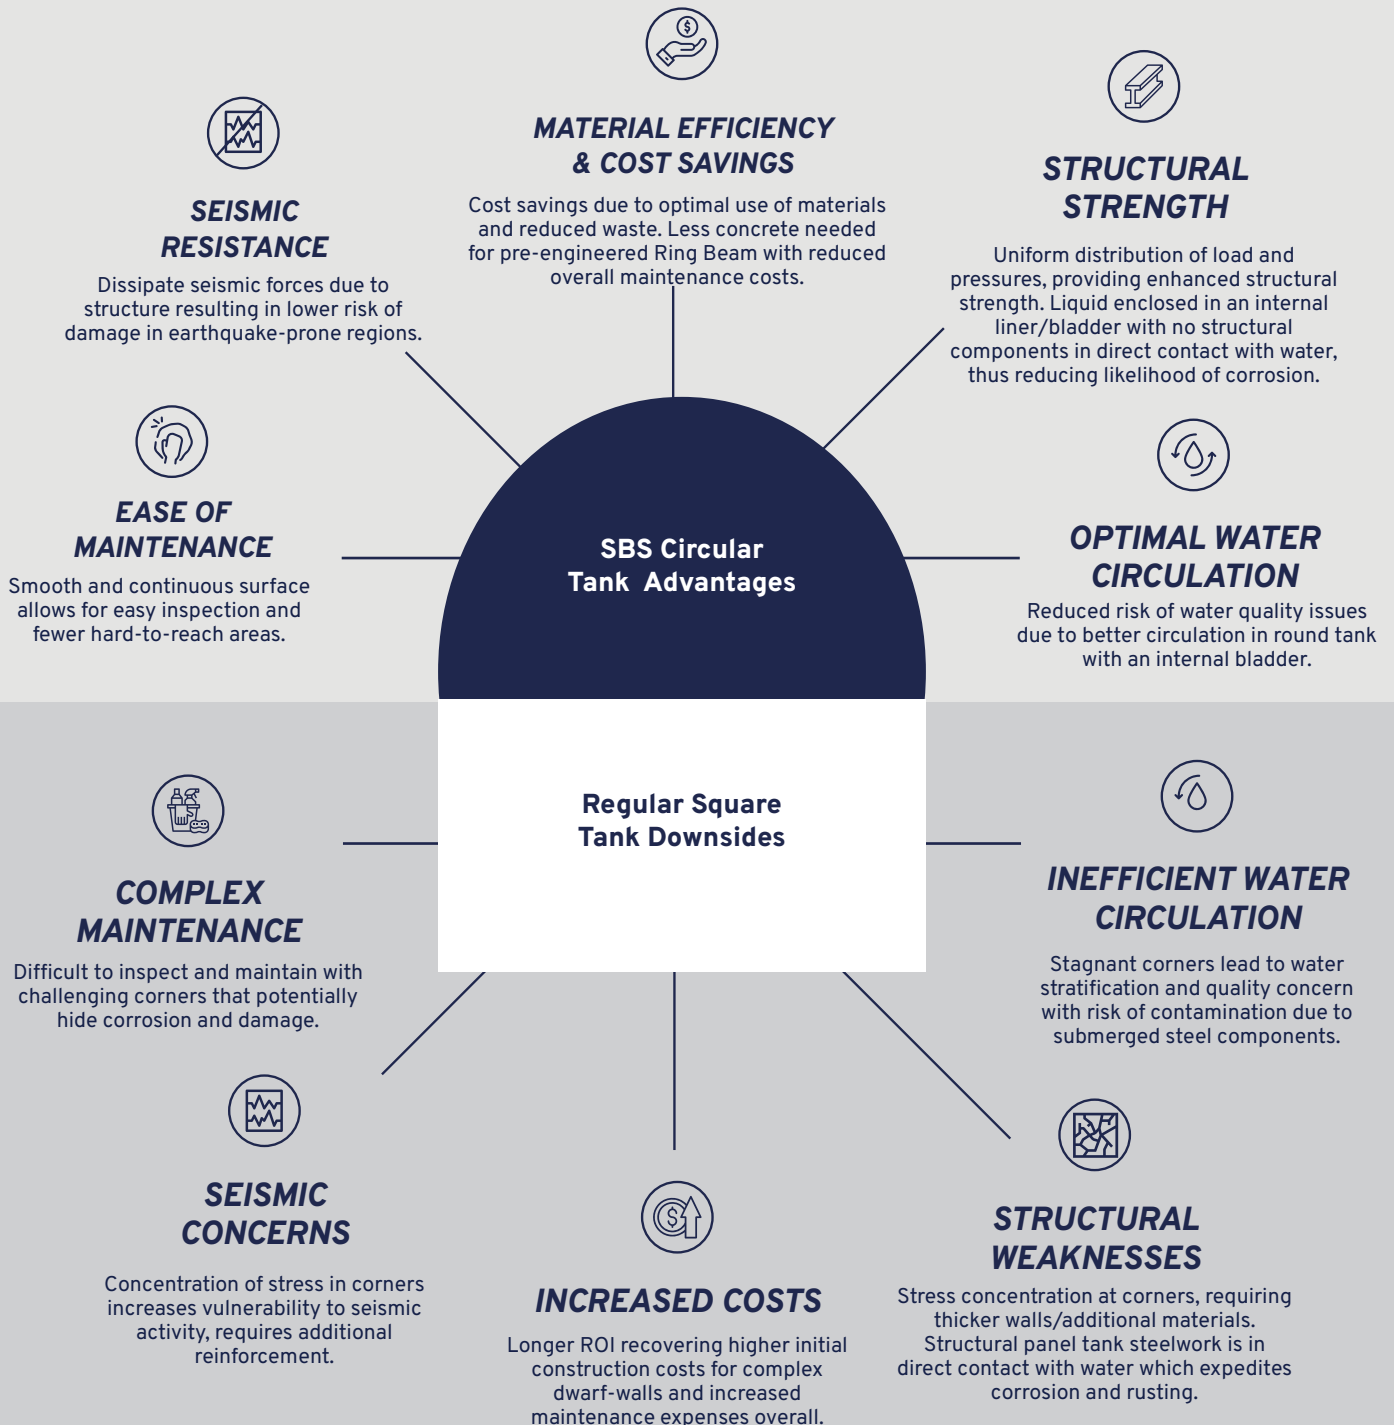 MATERIAL EFFICIENCY
& COST SAVINGS
Cost savings due to optimal use of materials
and reduced waste. Less concrete needed
for pre-engineered Ring Beam with reduced
overall maintenance costs.
STRUCTURAL
STRENGTH
Uniform distribution of load and
pressures, providing enhanced structural
strength. Liquid enclosed in an internal
liner/bladder with no structural
components in direct contact with water,
thus reducing likelihood of corrosion.
SEISMIC
RESISTANCE
Dissipate seismic forces due to
structure resulting in lower risk of
damage in earthquake-prone regions.
EASE OF
MAINTENANCE
Smooth and continuous surface
allows for easy inspection and
fewer hard-to-reach areas.
SBS Circular
Tank Advantages
OPTIMAL WATER
CIRCULATION
Reduced risk of water quality issues
due to better circulation in round tank
with an internal bladder.
Regular Square
Tank Downsides
COMPLEX
MAINTENANCE
Difficult to inspect and maintain with
challenging corners that potentially
hide corrosion and damage.
INEFFICIENT WATER
CIRCULATION
Stagnant corners lead to water
stratification and quality concern
with risk of contamination due to
submerged steel components.
SEISMIC
CONCERNS
Concentration of stress in corners
increases vulnerability to seismic
activity, requires additional
reinforcement.
INCREASED COSTS
Longer ROI recovering higher initial
construction costs for complex
dwarf-walls and increased
maintenance expenses overall.
STRUCTURAL
WEAKNESSES
Stress concentration at corners, requiring
thicker walls/additional materials.
Structural panel tank steelwork is in
direct contact with water which expedites
corrosion and rusting.